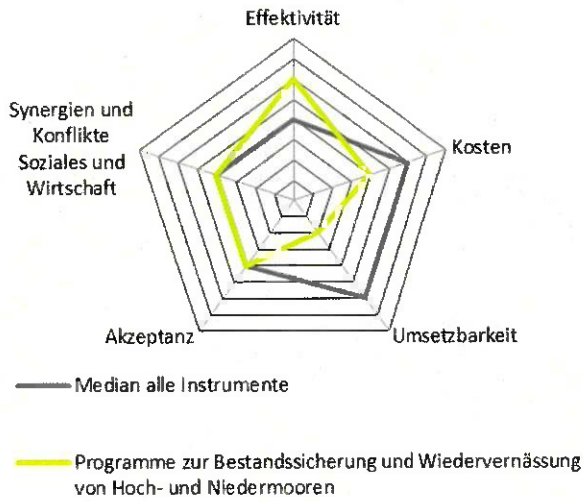 Effektivität
Synergien und
Konflikte
Soziales und
Wirtschaft
Kosten
Akzeptanz
Umsetzbarkeit
Median alle Instrumente
Programme zur Bestandssicherung und Wiedervernässung
von Hoch- und Niedermooren